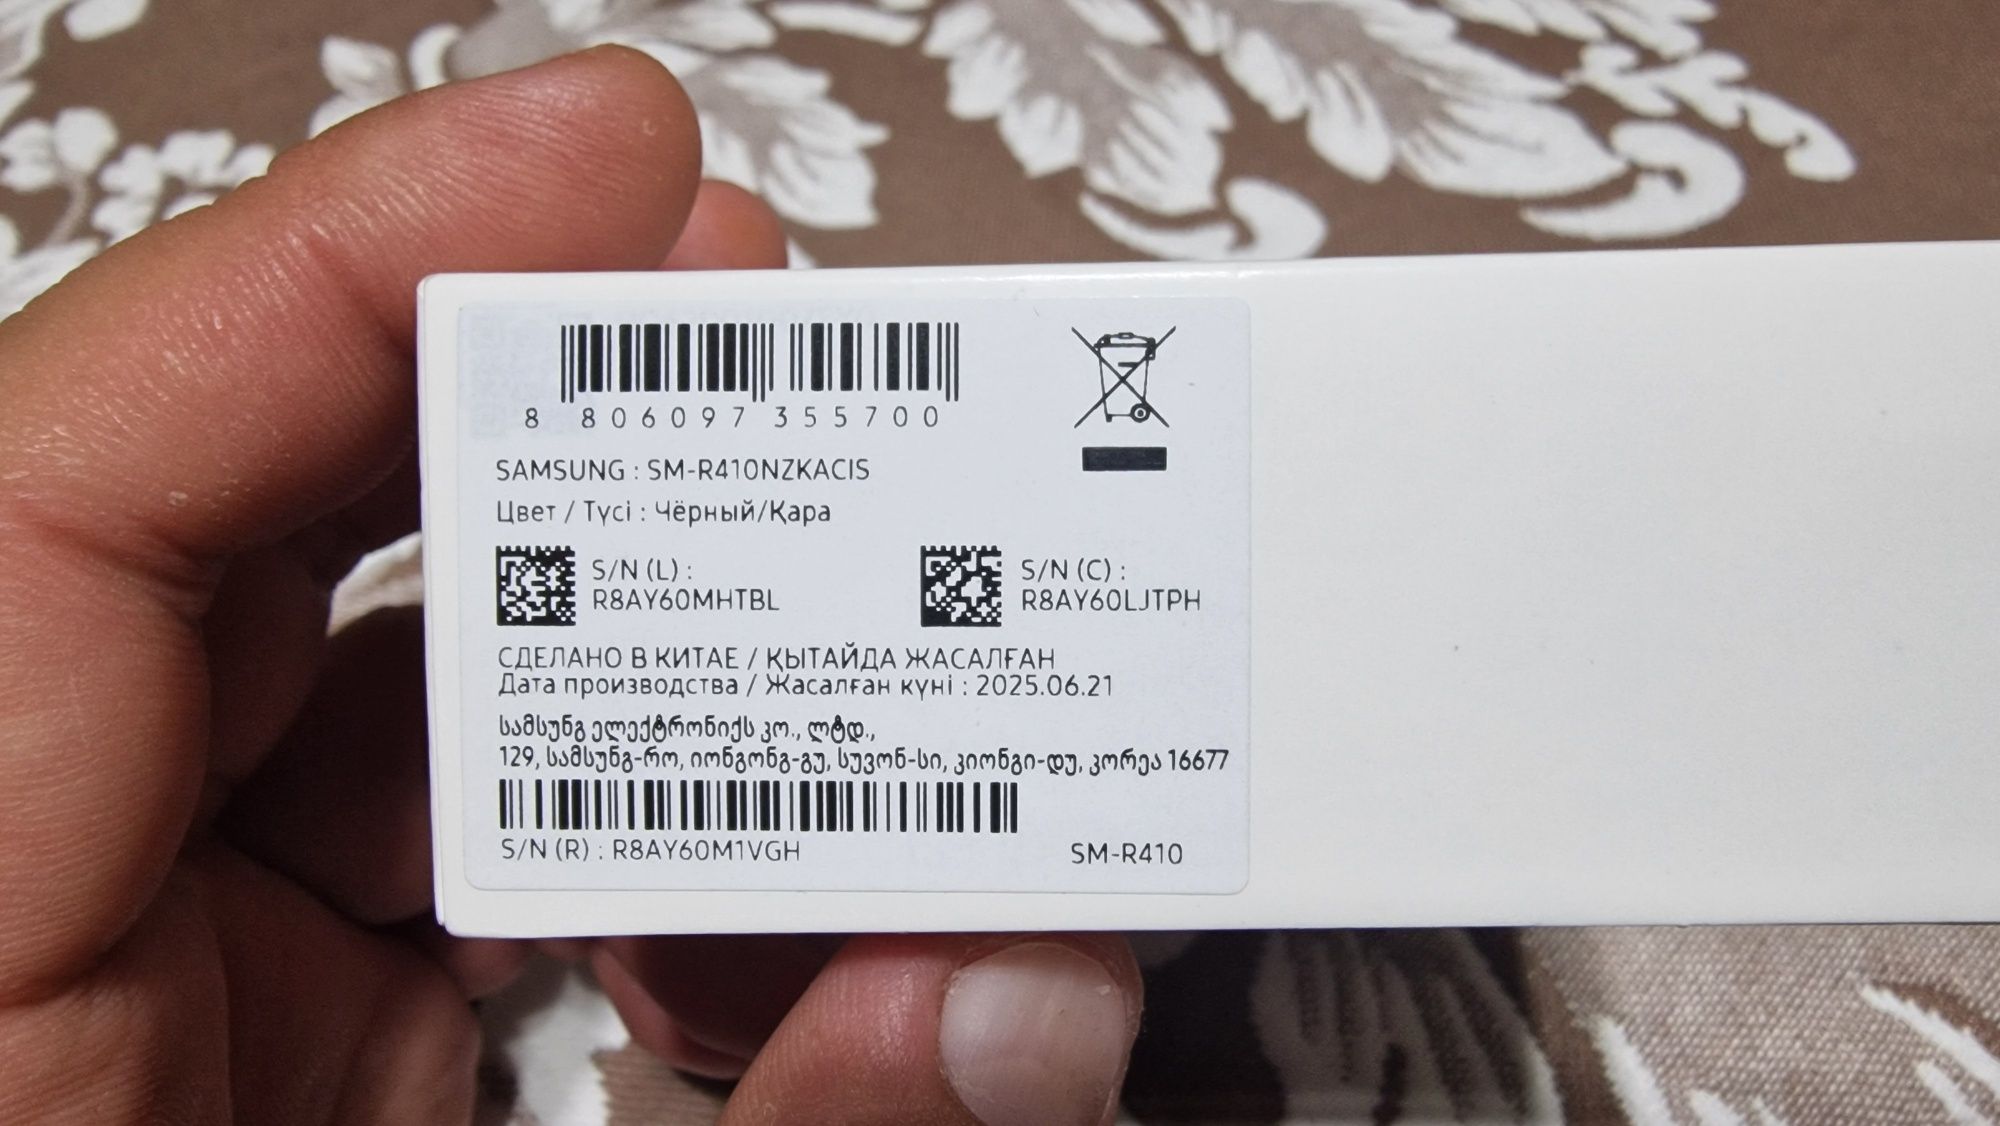 8 806097 355700
SAMSUNG : SM-R410NZKACIS
Цвет / Түсі : Чёрный/Қара
S/N (L) :
R8AY60MHTBL
S/N (C) :
R8AY60LJTPH
СДЕЛАНО В КИТАЕ / ҚЫТАЙДА ЖАСАЛҒАН
Дата производства / Жасалған күні : 2025.06.21
სამსუნგ ელექტრონიქს კო., ლტდ.,
129, სამსუნგ-რო, იონგონგ-გუ, სუვონ-სი, კიონგი-დუ, კორეა 16677
S/N (R) : R8AY60M1VGH
SM-R410